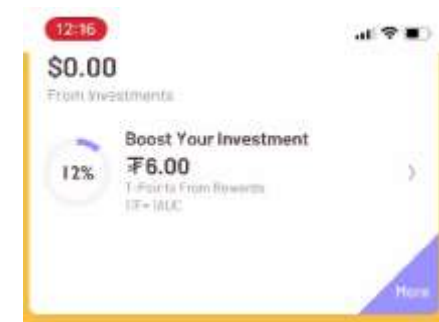 12:16
$0.00
From Investments
Boost Your Investment
12%
₮6.00
T-Points From Rewards
More